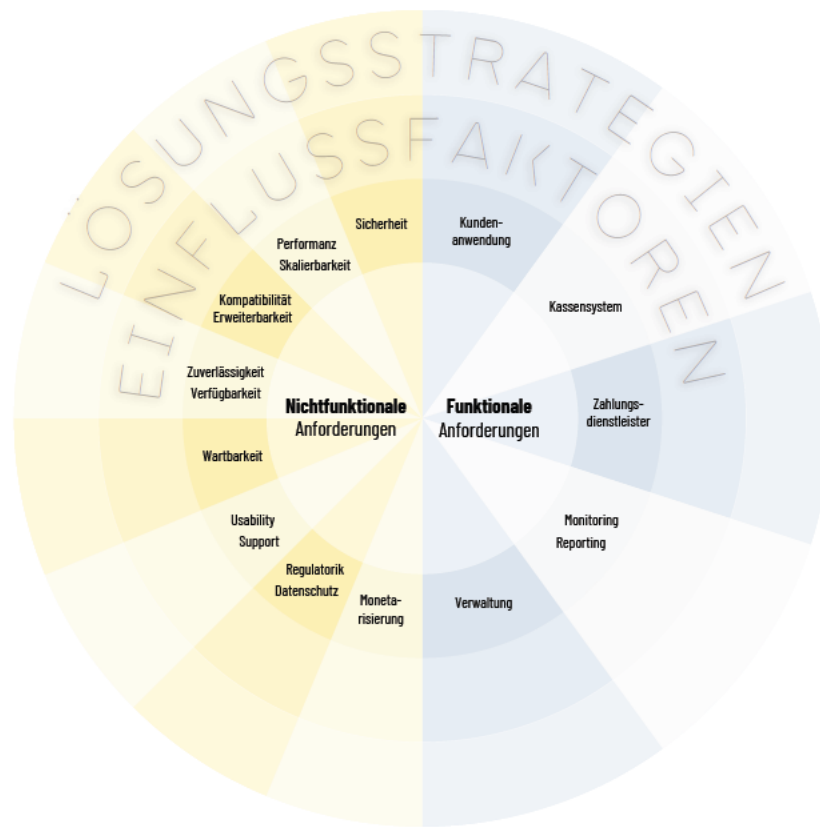 LÖSUNGSSTRATEGIEN
EINFLUSSFAKTOREN
Sicherheit
Performanz
Skalierbarkeit
Kompatibilität
Erweiterbarkeit
Zuverlässigkeit
Verfügbarkeit
Wartbarkeit
Usability
Support
Regulatorik
Datenschutz
Moneta-
risierung
Nichtfunktionale
Anforderungen
Funktionale
Anforderungen
Kunden-
anwendung
Kassensystem
Zahlungs-
dienstleister
Monitoring
Reporting
Verwaltung